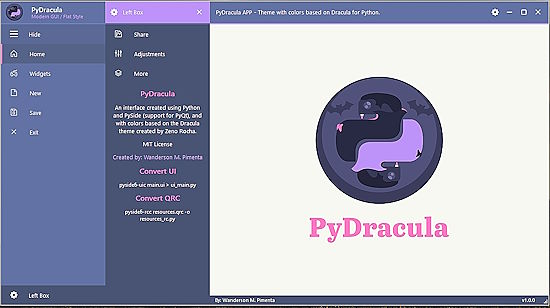 PyDracula
Modern GUI / Flat Style
Hide
Home
Widgets
New
Save
Exit
Left Box
Left Box
Share
Adjustments
More
PyDracula
An interface created using Python
and PySide (support for PyQt), and
with colors based on the Dracula
theme created by Zeno Rocha.
MIT License
Created by: Wanderson M. Pimenta
Convert UI
pyside6-uic main.ui > ui_main.py
Convert QRC
pyside6-rcc resources.qrc -o
resources_rc.py
PyDracula APP - Theme with colors based on Dracula for Python.
PyDracula
By: Wanderson M. Pimenta
v1.0.0